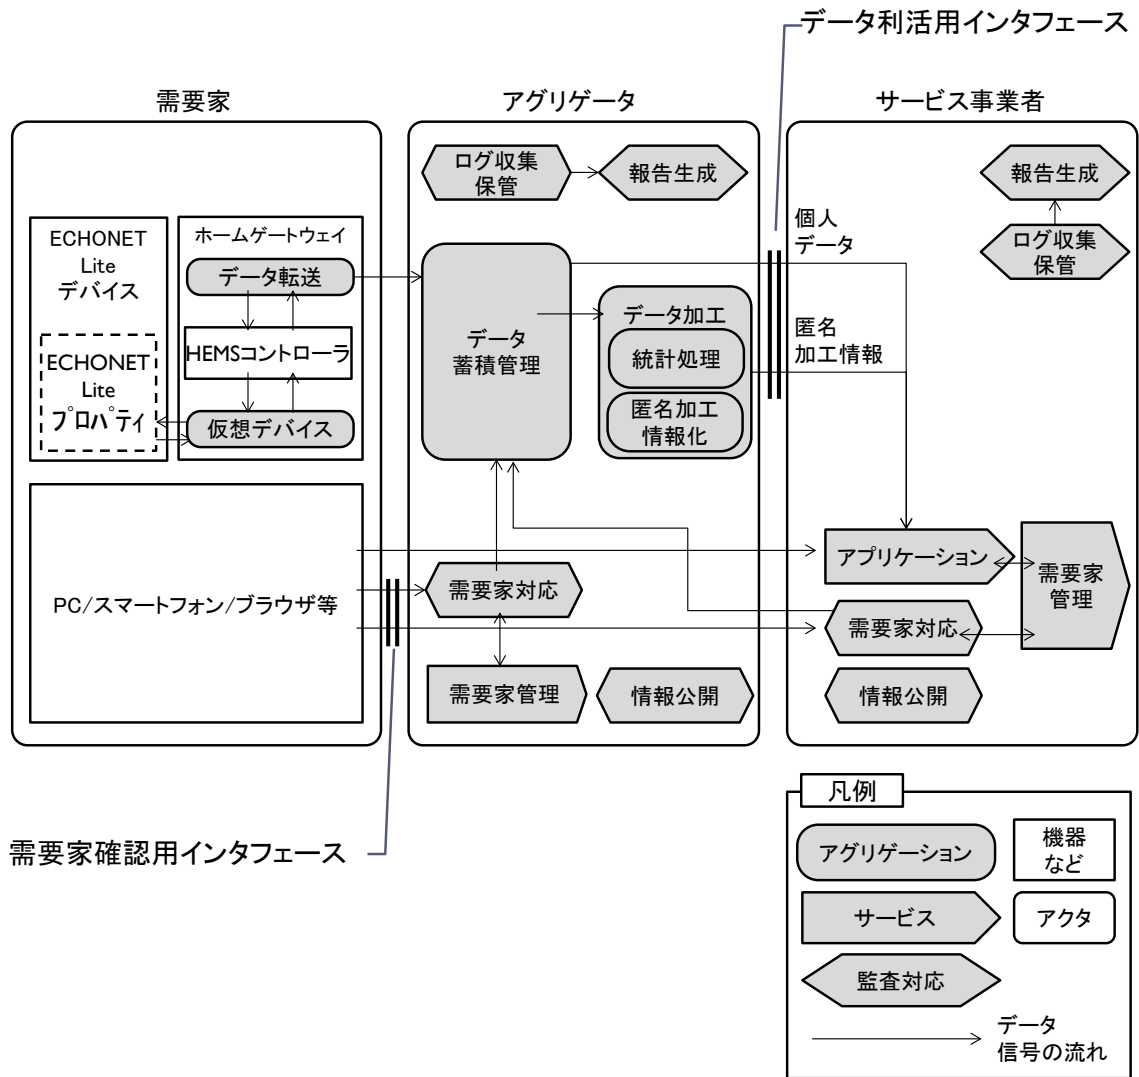 データ利活用インタフェース
需要家
アグリゲータ
サービス事業者
ECHONET
Lite
デバイス
ECHONET
Lite
プロパティ
ホームゲートウェイ
データ転送
HEMSコントローラ
仮想デバイス
PC/スマートフォン/ブラウザ等
ログ収集
保管
報告生成
データ
蓄積管理
データ加工
統計処理
匿名加工
情報化
需要家対応
需要家管理
情報公開
個人
データ
匿名
加工情報
報告生成
ログ収集
保管
アプリケーション
需要家
管理
需要家対応
情報公開
需要家確認用インタフェース
凡例
アグリゲーション
機器
など
サービス
アクタ
監査対応
データ
信号の流れ